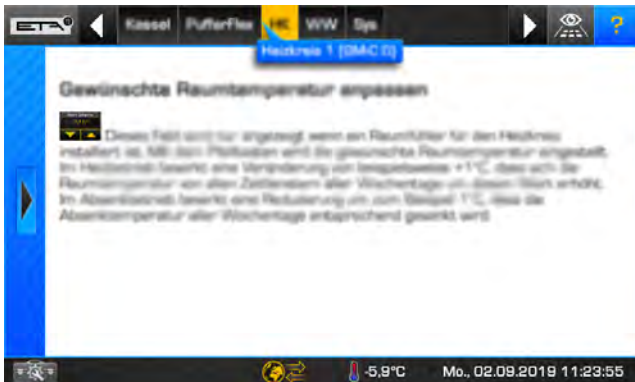 ETA
Kessel PufferFlex HK WW Sys ?
Heizkreis 1 (GM-C 0)
Gewünschte Raumtemperatur anpassen
Dieses Feld wird nur angezeigt wenn ein Raumfühler für den Heizkreis
installiert ist. Mit den Pfeiltasten wird die gewünschte Raumtemperatur eingestellt.
Im Heizbetrieb bewirkt eine Veränderung um beispielsweise +1°C, dass sich die
Raumtemperatur von allen Zeitfenstern aller Wochentage um diesen Wert erhöht.
Im Absenkbetrieb bewirkt eine Reduzierung um zum Beispiel 1°C, dass die
Absenktemperatur aller Wochentage entsprechend gesenkt wird.
-5,9°C Mo., 02.09.2019 11:23:55